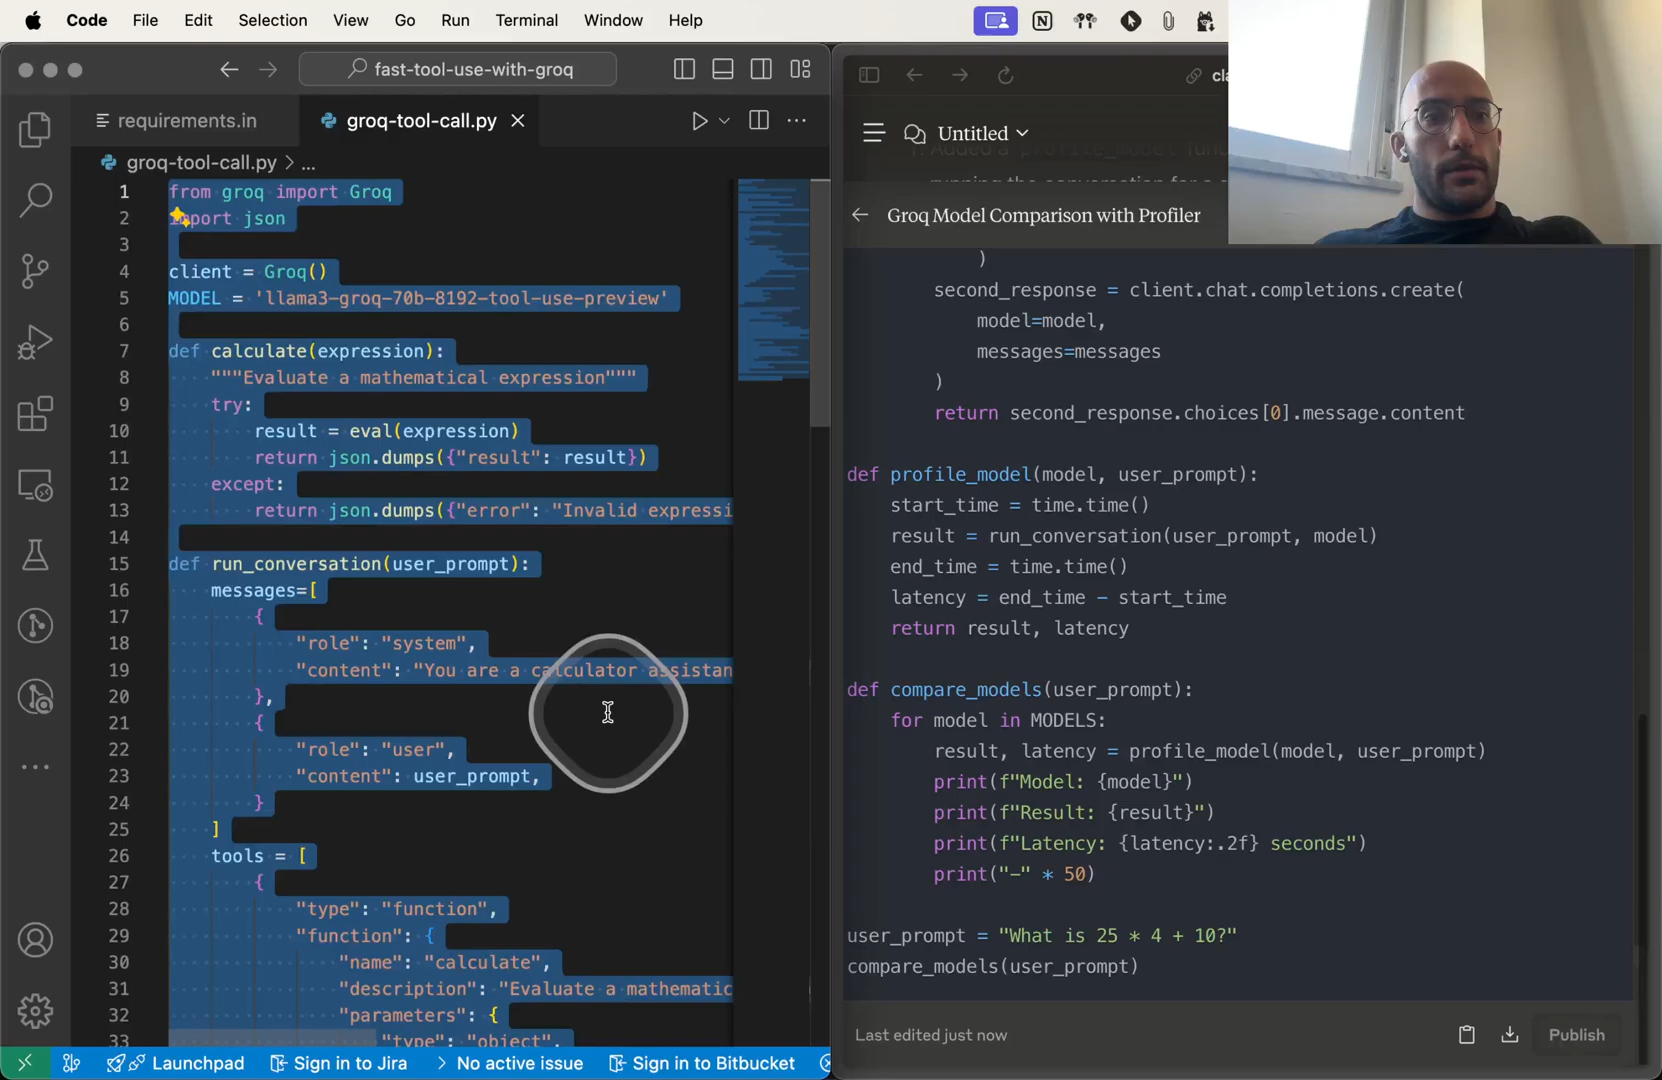 Code File Edit Selection View Go Run Terminal Window Help
fast-tool-use-with-groq
requirements.in
groq-tool-call.py
groq-tool-call.py > ...
1 from groq import Groq
2 import json
3
4 client = Groq()
5 MODEL = 'llama3-groq-70b-8192-tool-use-preview'
6
7 def calculate(expression):
8 """Evaluate a mathematical expression"""
9 try:
10 result = eval(expression)
11 return json.dumps({"result": result})
12 except:
13 return json.dumps({"error": "Invalid expressi
14
15 def run_conversation(user_prompt):
16 messages=[
17 {
18 "role": "system",
19 "content": "You are a calculator assistan
20 },
21 {
22 "role": "user",
23 "content": user_prompt,
24 }
25 ]
26 tools = [
27 {
28 "type": "function",
29 "function": {
30 "name": "calculate",
31 "description": "Evaluate a mathematic
32 "parameters": {
33 "type": "object",
Launchpad Sign in to Jira No active issue Sign in to Bitbucket
cla
Untitled
1. Added a profile_model func
running the conversation for a
Groq Model Comparison with Profiler
)
second_response = client.chat.completions.create(
model=model,
messages=messages
)
return second_response.choices[0].message.content
def profile_model(model, user_prompt):
start_time = time.time()
result = run_conversation(user_prompt, model)
end_time = time.time()
latency = end_time - start_time
return result, latency
def compare_models(user_prompt):
for model in MODELS:
result, latency = profile_model(model, user_prompt)
print(f"Model: {model}")
print(f"Result: {result}")
print(f"Latency: {latency:.2f} seconds")
print("-" * 50)
user_prompt = "What is 25 * 4 + 10?"
compare_models(user_prompt)
Last edited just now
Publish